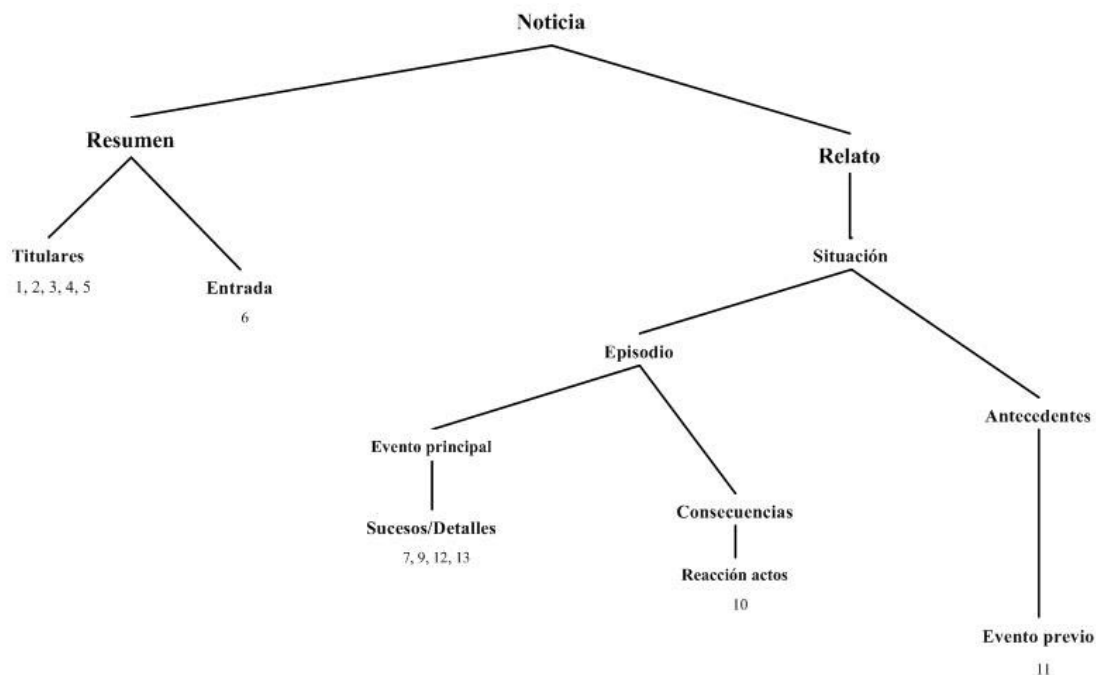 Noticia
Resumen
Relato
Titulares
1, 2, 3, 4, 5
Entrada
6
Situación
Episodio
Antecedentes
Evento principal
Sucesos/Detalles
7, 9, 12, 13
Consecuencias
Reacción actos
10
Evento previo
11